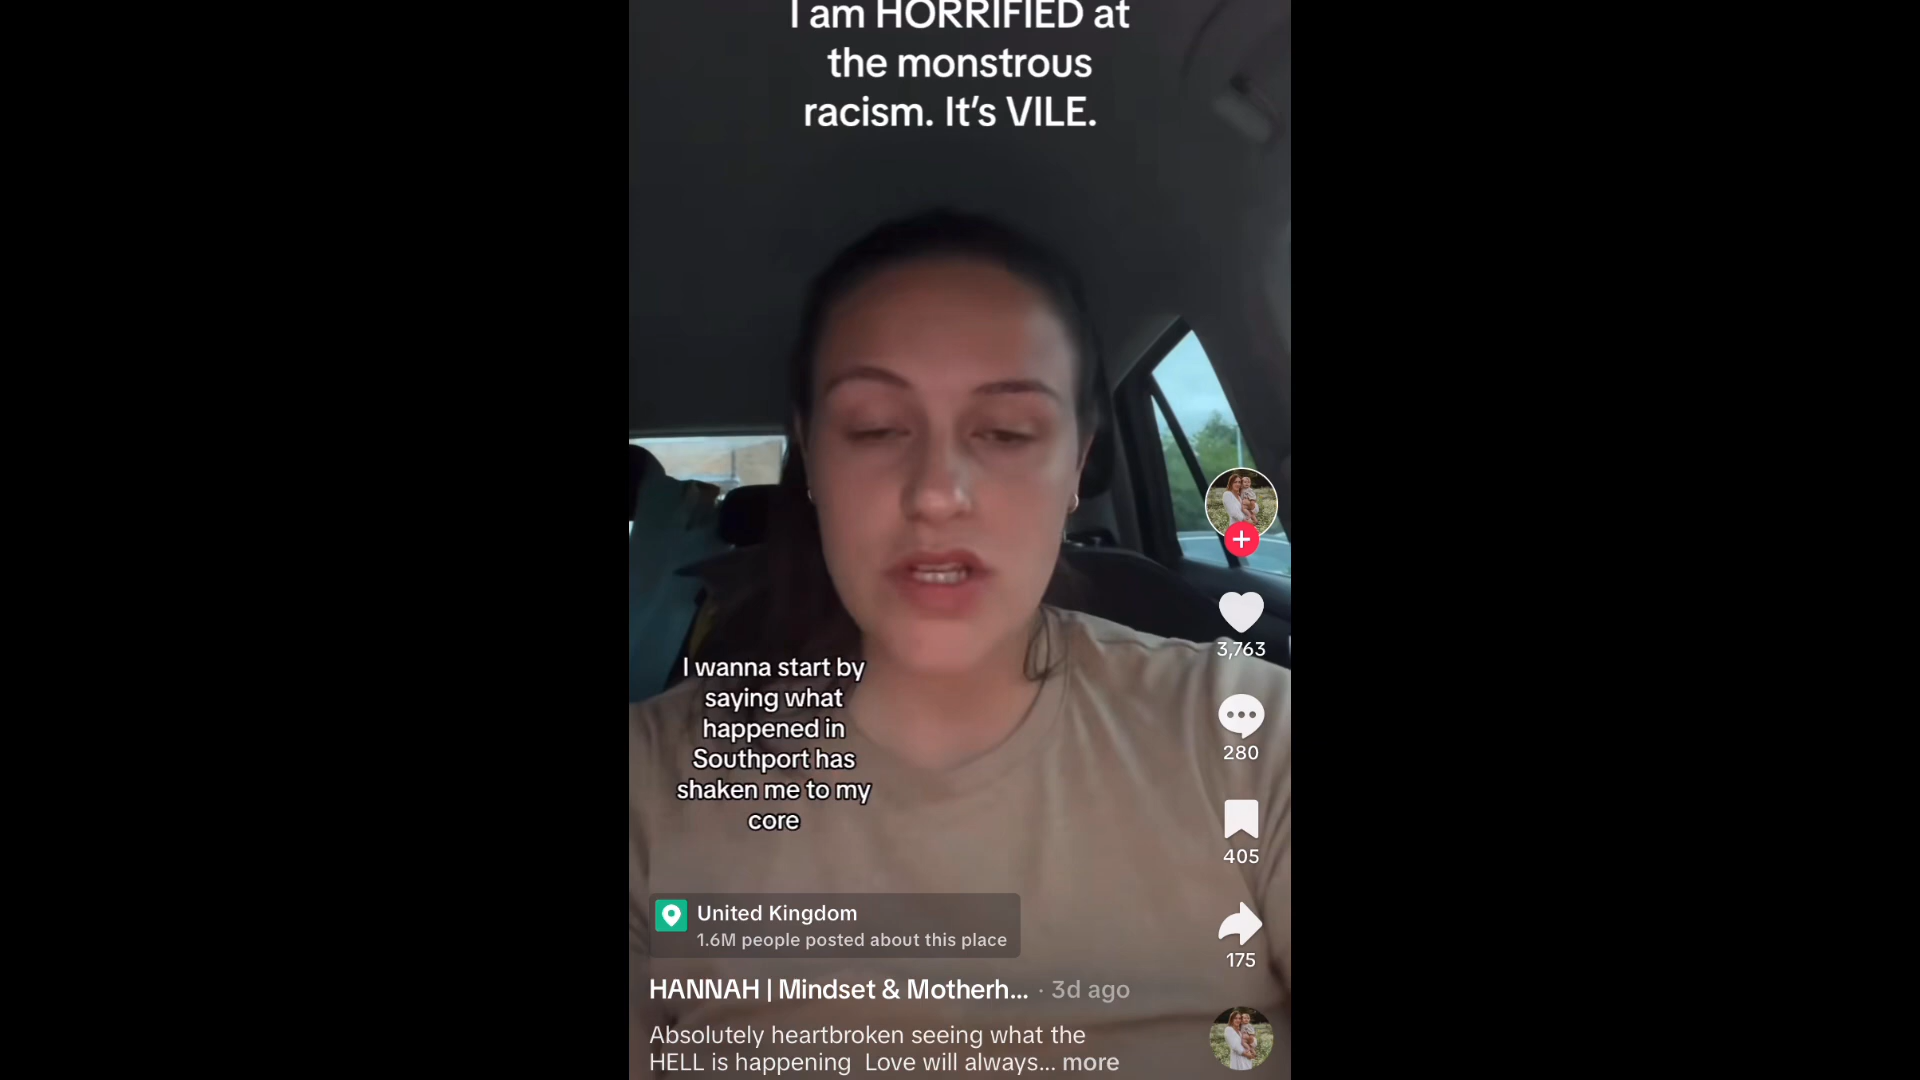 I am HORRIFIED at
the monstrous
racism. It's VILE.
I wanna start by
saying what
happened in
Southport has
shaken me to my
core
3,763
280
405
175
United Kingdom
1.6M people posted about this place
HANNAH | Mindset & Motherh... · 3d ago
Absolutely heartbroken seeing what the
HELL is happening Love will always... more